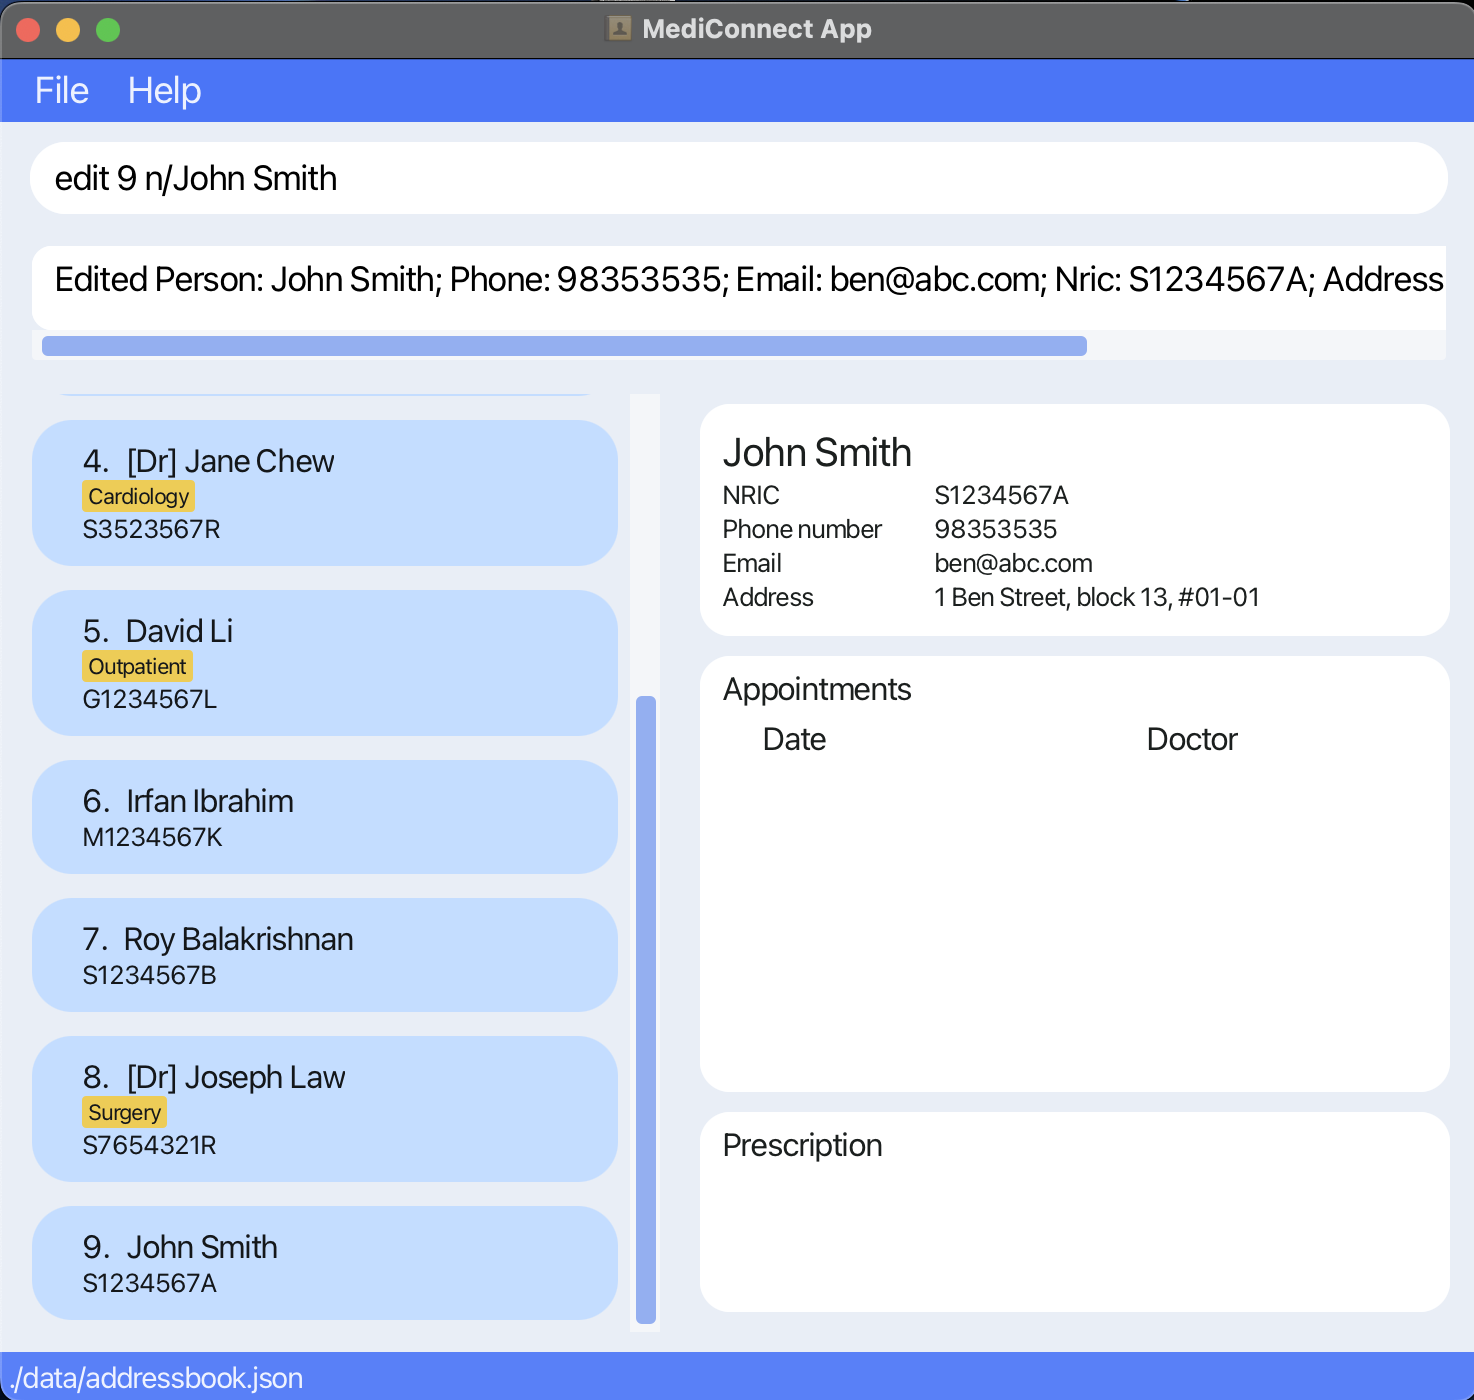 MediConnect App
File Help
edit 9 n/John Smith
Edited Person: John Smith; Phone: 98353535; Email: ben@abc.com; Nric: S1234567A; Address
4. [Dr] Jane Chew
Cardiology
S3523567R
5. David Li
Outpatient
G1234567L
6. Irfan Ibrahim
M1234567K
7. Roy Balakrishnan
S1234567B
8. [Dr] Joseph Law
Surgery
S7654321R
9. John Smith
S1234567A
John Smith
NRIC S1234567A
Phone number 98353535
Email ben@abc.com
Address 1 Ben Street, block 13, #01-01
Appointments
Date Doctor
Prescription
./data/addressbook.json